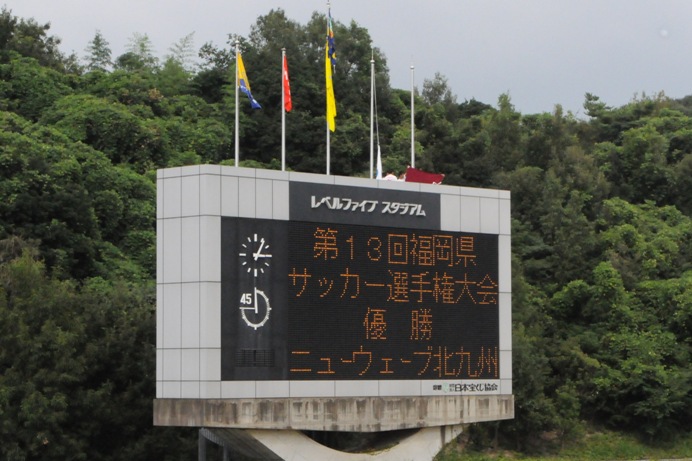 レベルファイブ スタジアム
45
第13回福岡県
サッカー選手権大会
優 勝
ニューウェーブ北九州
日本宝くじ協会